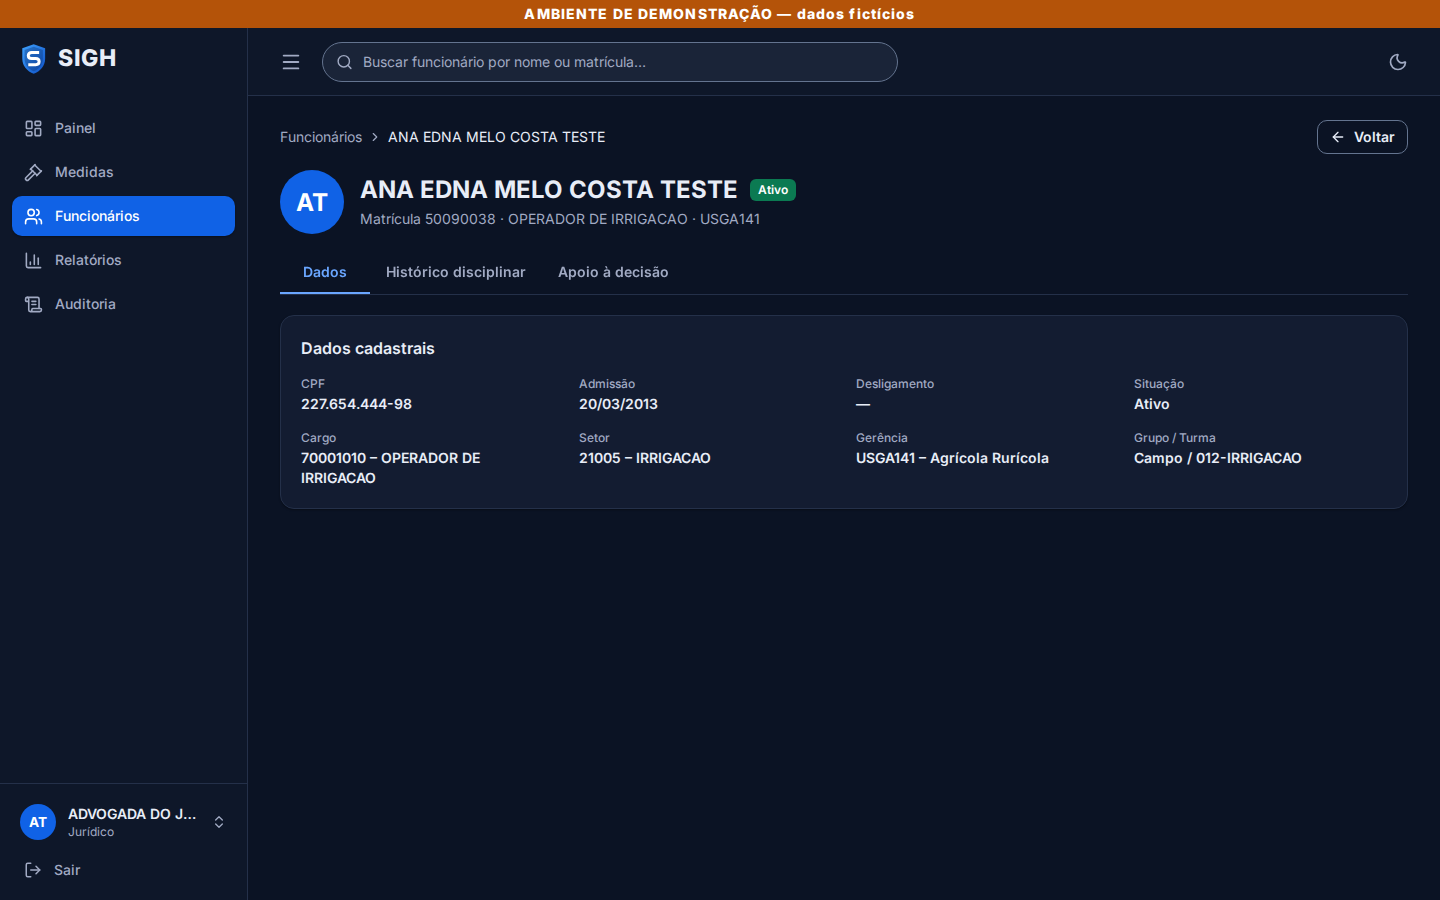 AMBIENTE DE DEMONSTRAÇÃO — dados fictícios
SIGH
Buscar funcionário por nome ou matrícula...
Painel
Medidas
Funcionários
Relatórios
Auditoria
Funcionários
ANA EDNA MELO COSTA TESTE
Voltar
AT
ANA EDNA MELO COSTA TESTE
Ativo
Matrícula 50090038 · OPERADOR DE IRRIGACAO · USGA141
Dados
Histórico disciplinar
Apoio à decisão
Dados cadastrais
CPF
227.654.444-98
Admissão
20/03/2013
Desligamento
—
Situação
Ativo
Cargo
70001010 – OPERADOR DE
IRRIGACAO
Setor
21005 – IRRIGACAO
Gerência
USGA141 – Agrícola Rurícola
Grupo / Turma
Campo / 012-IRRIGACAO
AT
ADVOGADA DO J...
Jurídico
Sair